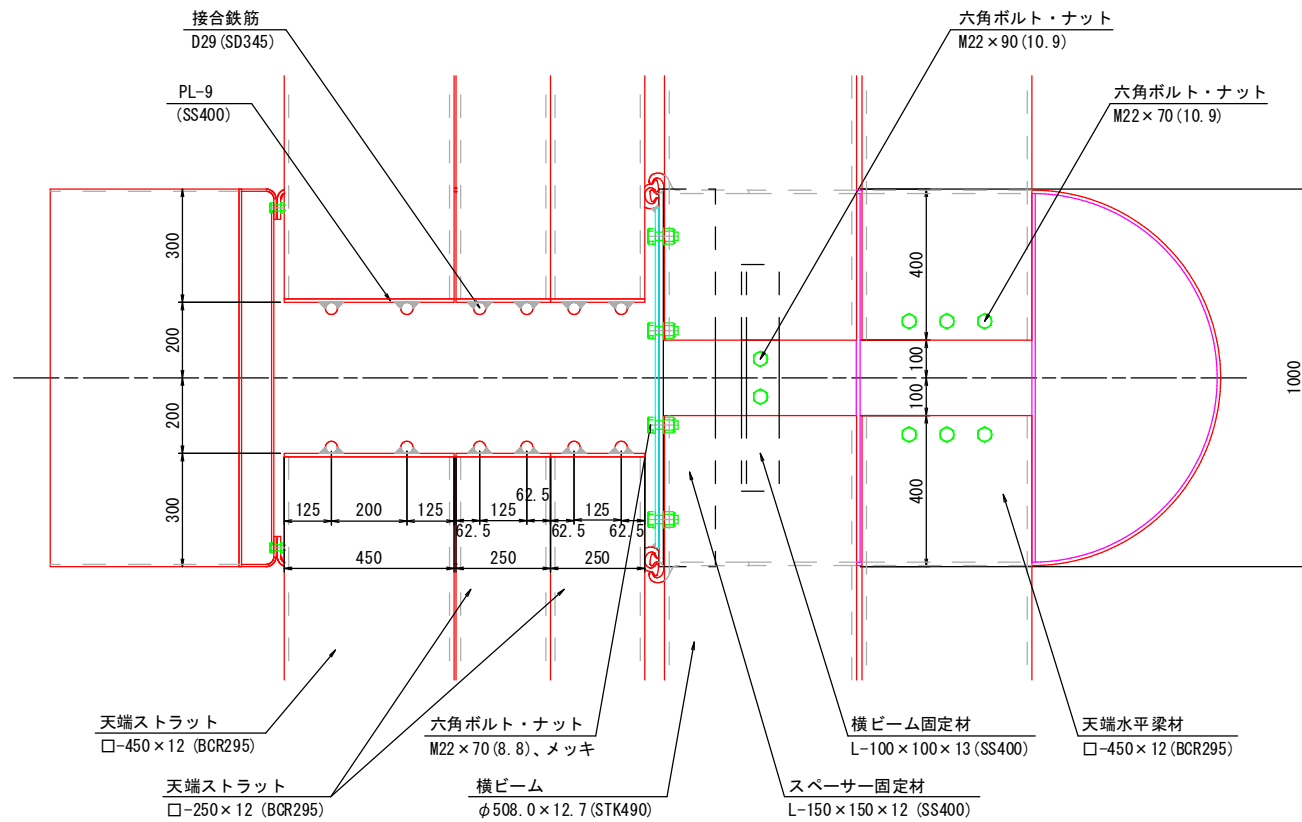 接合鉄筋
D29(SD345)
六角ボルト・ナット
M22×90(10.9)
PL-9
(SS400)
六角ボルト・ナット
M22×70(10.9)
300
200
200
300
400
100
100
400
1000
62.5
125
200
125
125
125
62.5
62.5
62.5
450
250
250
天端ストラット
□-450×12 (BCR295)
六角ボルト・ナット
M22×70(8.8)、メッキ
横ビーム固定材
L-100×100×13(SS400)
天端水平梁材
□-450×12(BCR295)
天端ストラット
□-250×12 (BCR295)
横ビーム
φ508.0×12.7(STK490)
スペーサー固定材
L-150×150×12 (SS400)